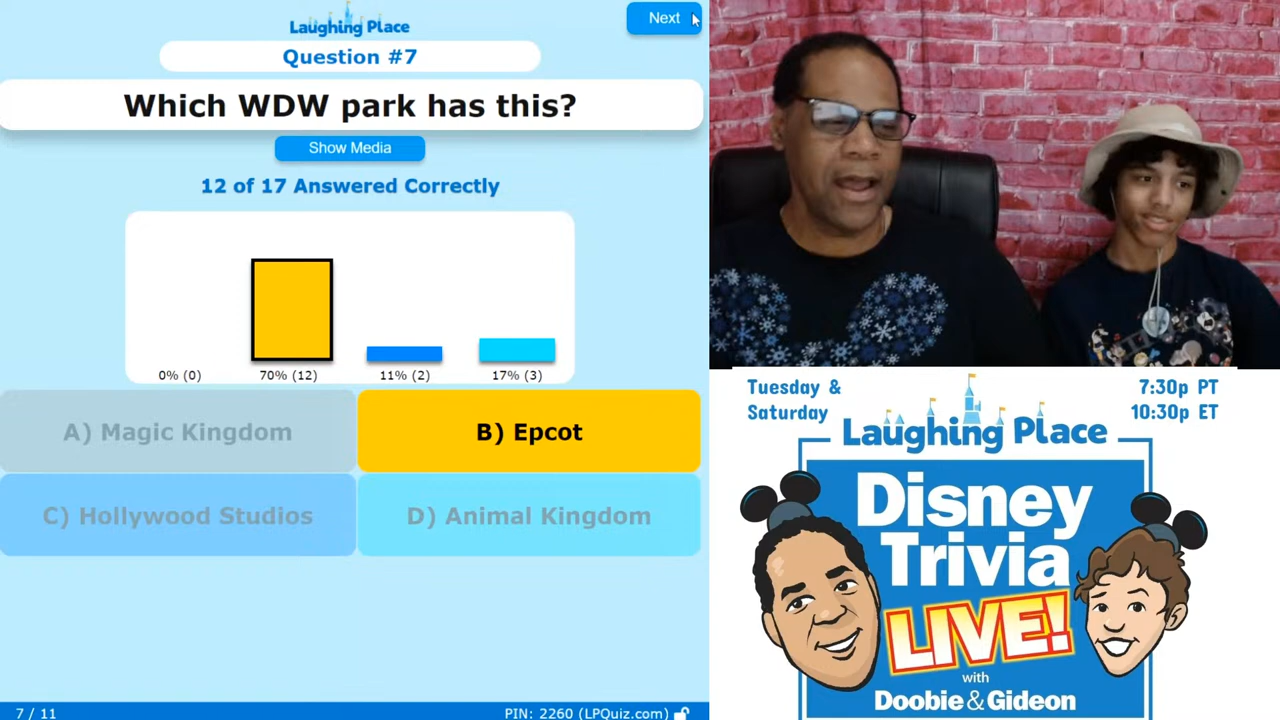 Laughing Place
Next
Question #7
Which WDW park has this?
Show Media
12 of 17 Answered Correctly
0% (0)
70% (12)
11% (2)
17% (3)
A) Magic Kingdom
B) Epcot
C) Hollywood Studios
D) Animal Kingdom
7 / 11
PIN: 2260 (LPQuiz.com)
Tuesday &
Saturday
7:30p PT
10:30p ET
Laughing Place
Disney
Trivia
LIVE!
with
Doobie & Gideon